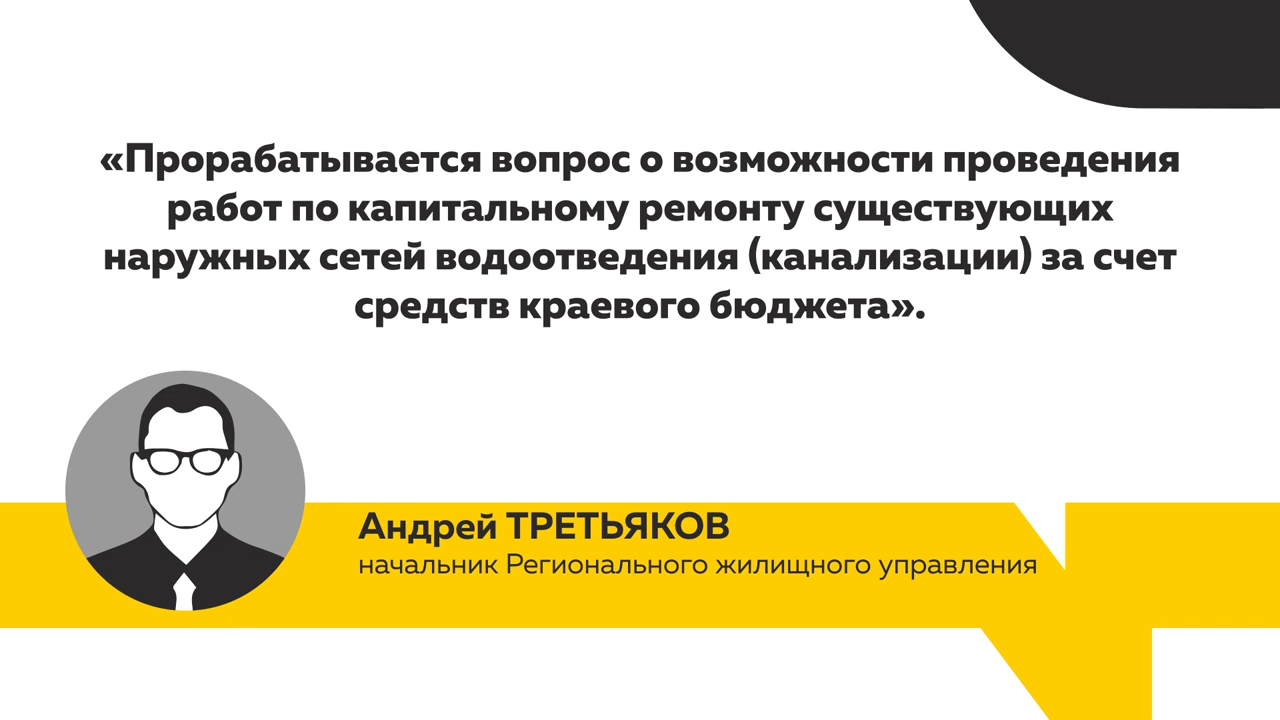 «Прорабатывается вопрос о возможности проведения
работ по капитальному ремонту существующих
наружных сетей водоотведения (канализации) за счет
средств краевого бюджета».
Андрей ТРЕТЬЯКОВ
начальник Регионального жилищного управления